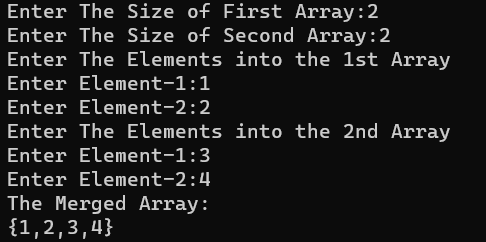 Enter The Size of First Array:2
Enter The Size of Second Array:2
Enter The Elements into the 1st Array
Enter Element-1:1
Enter Element-2:2
Enter The Elements into the 2nd Array
Enter Element-1:3
Enter Element-2:4
The Merged Array:
{1,2,3,4}